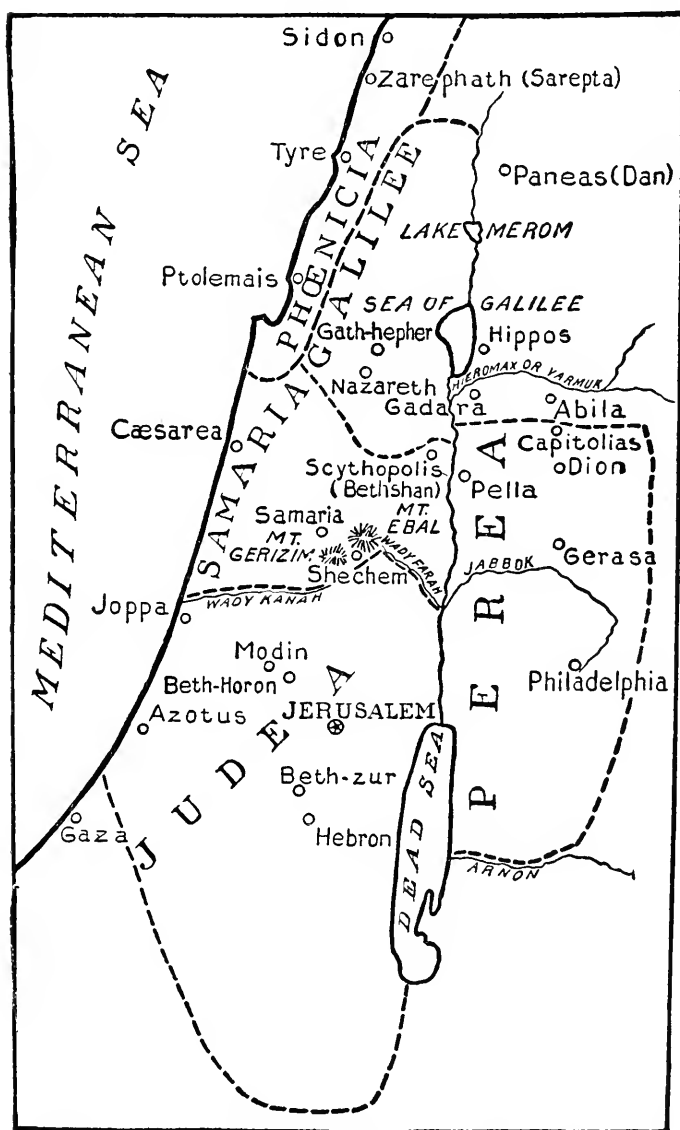 Sidon
Zarephath (Sarepta)
MEDITERRANEAN SEA
Tyre
PHŒNICIA
GALILEE
Paneas (Dan)
LAKE MEROM
Ptolemais
SEA OF GALILEE
Gath-hepher
Hippos
Nazareth
HIEROMAX OR YARMUK
Gadara
Abila
Cæsarea
SAMARIA
Capitolias
Scythopolis
(Bethshan)
Dion
Pella
PEREA
Samaria
MT.
EBAL
MT.
GERIZIM
WADY FARAH
Shechem
JABBOK
Gerasa
WADY KANAH
Joppa
Modin
Beth-Horon
Philadelphia
Azotus
JERUSALEM
JUDEA
DEAD SEA
Beth-zur
Gaza
Hebron
ARNON